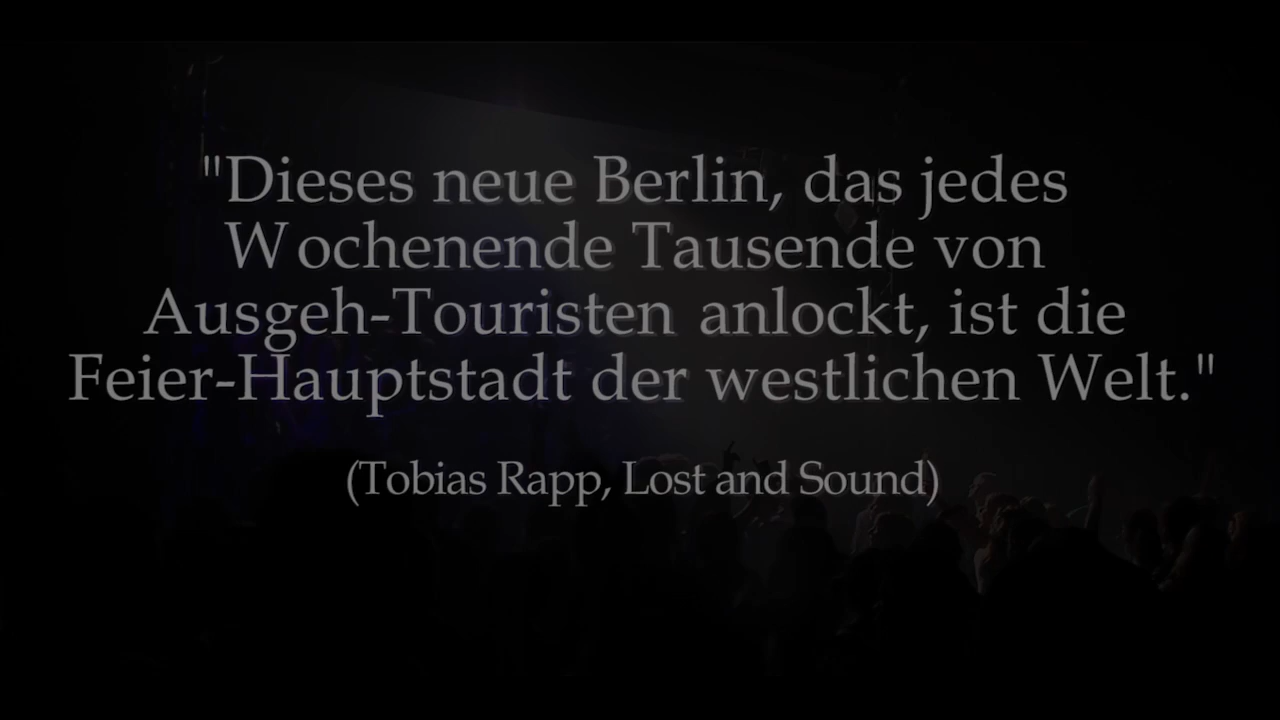 "Dieses neue Berlin, das jedes
Wochenende Tausende von
Ausgeh-Touristen anlockt, ist die
Feier-Hauptstadt der westlichen Welt."
(Tobias Rapp, Lost and Sound)